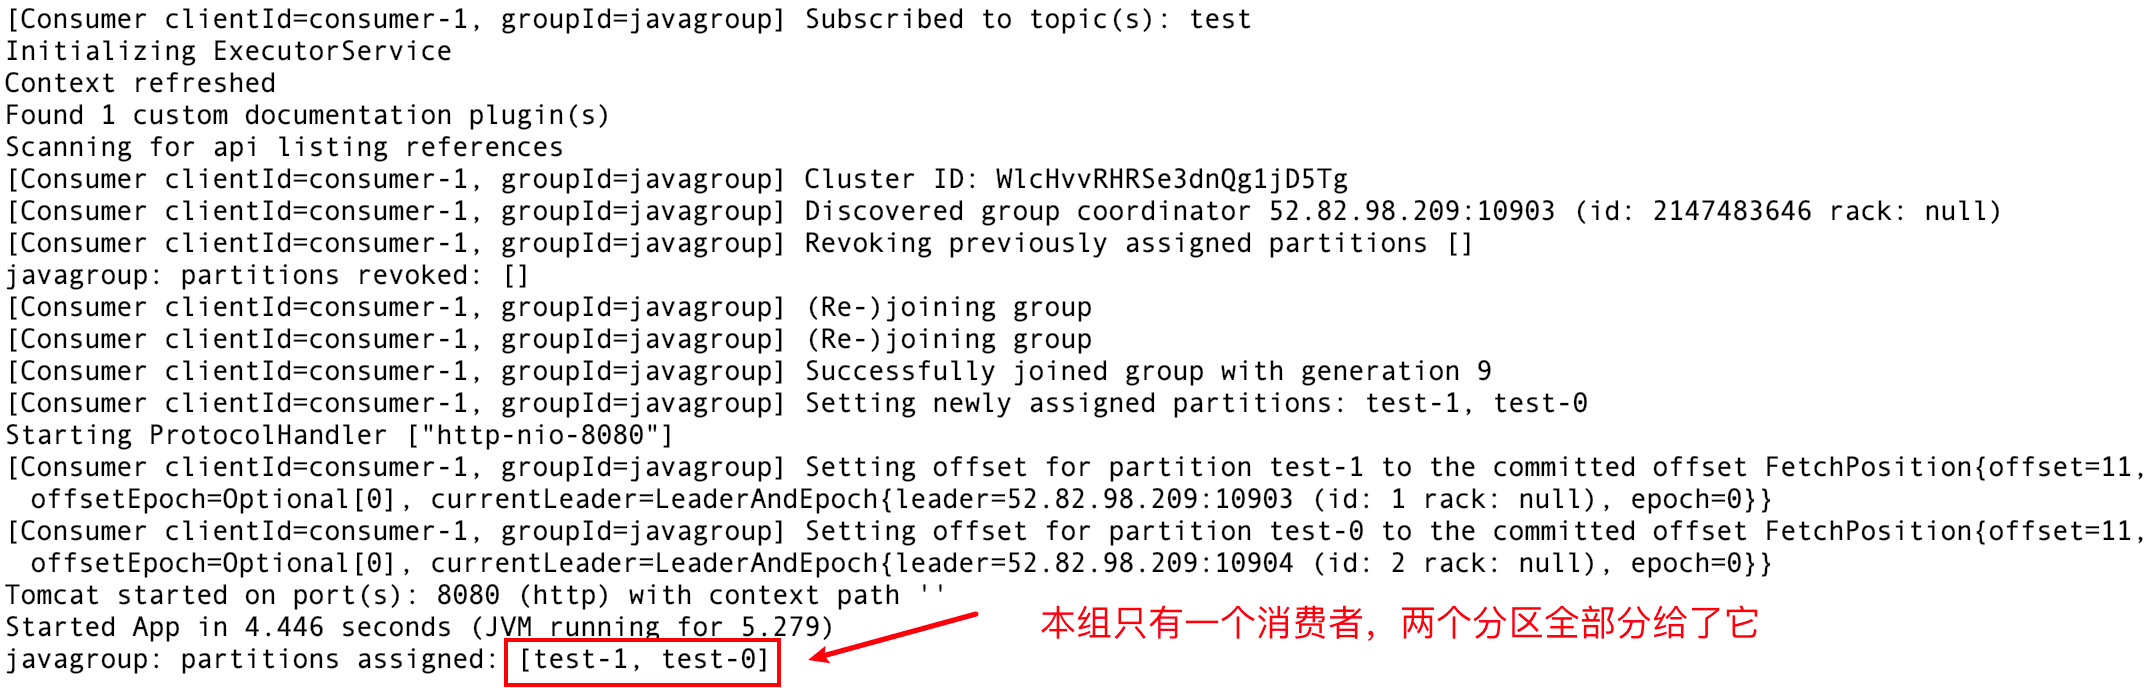 [Consumer clientId=consumer-1, groupId=javagroup] Subscribed to topic(s): test
Initializing ExecutorService
Context refreshed
Found 1 custom documentation plugin(s)
Scanning for api listing references
[Consumer clientId=consumer-1, groupId=javagroup] Cluster ID: WlcHvvRHRSe3dnQg1jD5Tg
[Consumer clientId=consumer-1, groupId=javagroup] Discovered group coordinator 52.82.98.209:10903 (id: 2147483646 rack: null)
[Consumer clientId=consumer-1, groupId=javagroup] Revoking previously assigned partitions []
javagroup: partitions revoked: []
[Consumer clientId=consumer-1, groupId=javagroup] (Re-)joining group
[Consumer clientId=consumer-1, groupId=javagroup] (Re-)joining group
[Consumer clientId=consumer-1, groupId=javagroup] Successfully joined group with generation 9
[Consumer clientId=consumer-1, groupId=javagroup] Setting newly assigned partitions: test-1, test-0
Starting ProtocolHandler ["http-nio-8080"]
[Consumer clientId=consumer-1, groupId=javagroup] Setting offset for partition test-1 to the committed offset FetchPosition{offset=11,
offsetEpoch=Optional[0], currentLeader=LeaderAndEpoch{leader=52.82.98.209:10903 (id: 1 rack: null), epoch=0}}
[Consumer clientId=consumer-1, groupId=javagroup] Setting offset for partition test-0 to the committed offset FetchPosition{offset=11,
offsetEpoch=Optional[0], currentLeader=LeaderAndEpoch{leader=52.82.98.209:10904 (id: 2 rack: null), epoch=0}}
Tomcat started on port(s): 8080 (http) with context path ''
Started App in 4.446 seconds (JVM running for 5.279)
本组只有一个消费者，两个分区全部分给了它
javagroup: partitions assigned: [test-1, test-0]